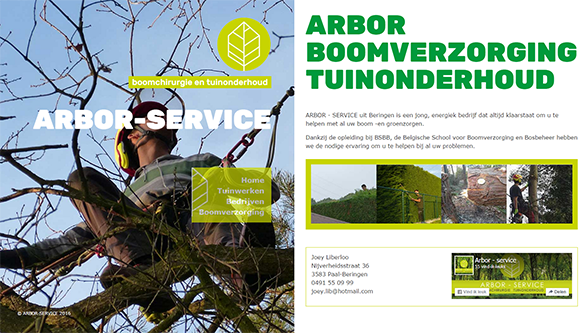 boomchirurgie en tuinonderhoud
ARBOR-SERVICE
Home
Tuinwerken
Bedrijven
Boomverzorging
© ARBOR-SERVICE 2016
ARBOR
BOOMVERZORGING
TUINONDERHOUD
ARBOR - SERVICE uit Beringen is een jong, energiek bedrijf dat altijd klaarstaat om u te
helpen met al uw boom -en groenzorgen.
Dankzij de opleiding bij BSBB, de Belgische School voor Boomverzorging en Bosbeheer hebben
we de nodige ervaring om u te helpen bij al uw problemen.
Joey Liberloo
Nijverheidsstraat 36
3583 Paal-Beringen
0491 55 09 99
joey.lib@hotmail.com
Arbor - service
ARBOR - SERVICE
BOOMCHIRURGIE TUINONDERHOUD
Vind ik leuk
Delen